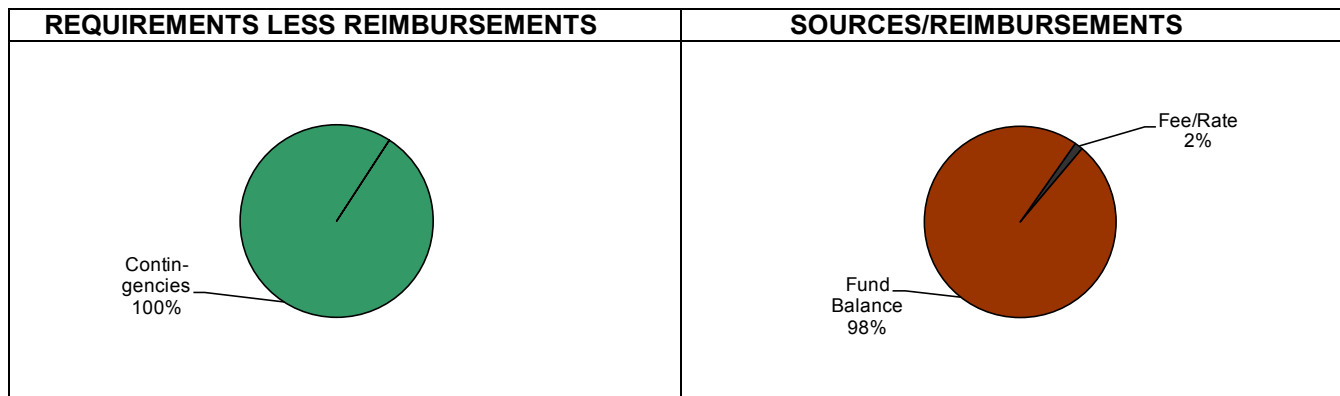 REQUIREMENTS LESS REIMBURSEMENTS
SOURCES/REIMBURSEMENTS
Contin-
gencies
100%
Fee/Rate
2%
Fund
Balance
98%